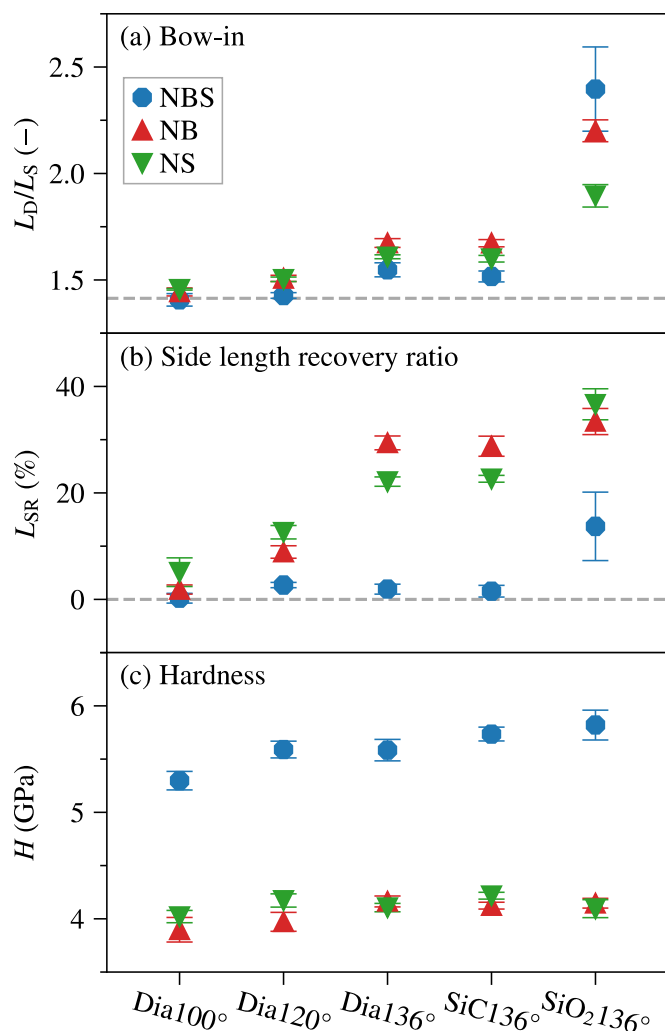 (a) Bow-in
NBS
NB
NS
2.5
2.0
1.5
L_D/L_S (−)
(b) Side length recovery ratio
40
20
0
L_SR (%)
(c) Hardness
6
5
4
H (GPa)
Dia100° Dia120° Dia136° SiC136° SiO₂136°